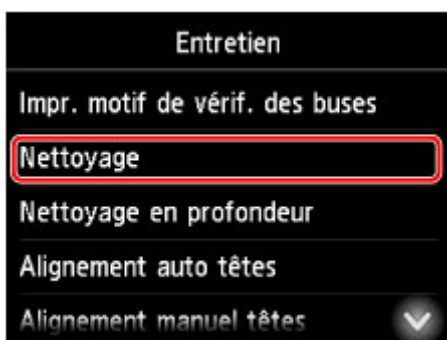 Entretien
Impr. motif de vérif. des buses
Nettoyage
Nettoyage en profondeur
Alignement auto têtes
Alignement manuel têtes